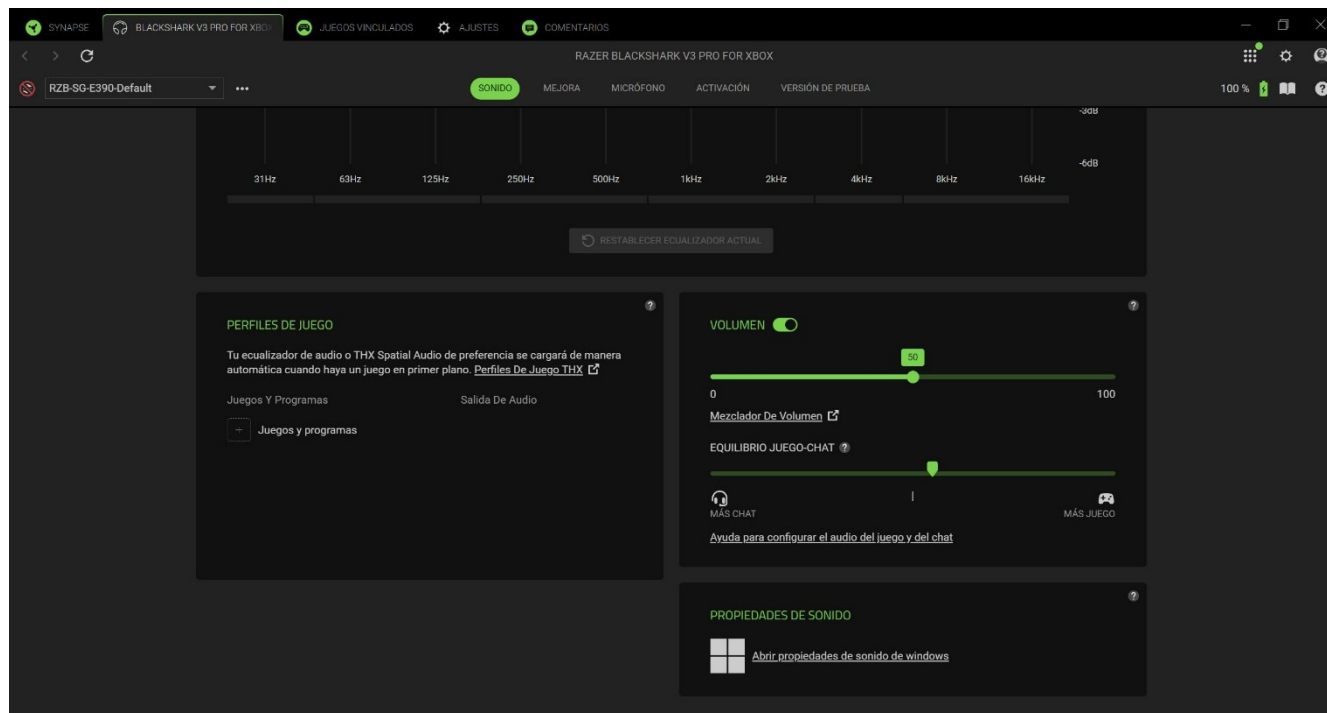 SYNAPSE BLACKSHARK V3 PRO FOR XBOX JUEGOS VINCULADOS AJUSTES COMENTARIOS
RAZER BLACKSHARK V3 PRO FOR XBOX
RZB-SG-E390-Default SONIDO MEJORA MICRÓFONO ACTIVACIÓN VERSIÓN DE PRUEBA 100 %
-3dB
-6dB
31Hz 63Hz 125Hz 250Hz 500Hz 1kHz 2kHz 4kHz 8kHz 16kHz
RESTABLECER ECUALIZADOR ACTUAL
PERFILES DE JUEGO
Tu ecualizador de audio o THX Spatial Audio de preferencia se cargará de manera
automática cuando haya un juego en primer plano. Perfiles De Juego THX
Juegos Y Programas Salida De Audio
Juegos y programas
VOLUMEN
50
0 100
Mezclador De Volumen
EQUILIBRIO JUEGO-CHAT
MÁS CHAT MÁS JUEGO
Ayuda para configurar el audio del juego y del chat
PROPIEDADES DE SONIDO
Abrir propiedades de sonido de windows